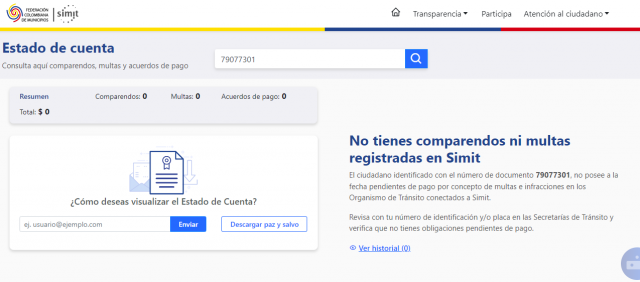 FEDERACIÓN
COLOMBIANA
DE MUNICIPIOS
simit
Transparencia
Participa
Atención al ciudadano
Estado de cuenta
Consulta aquí comparendos, multas y acuerdos de pago
79077301
Resumen
Comparendos: 0
Multas: 0
Acuerdos de pago: 0
Total: $ 0
¿Cómo deseas visualizar el Estado de Cuenta?
ej. usuario@ejemplo.com
Enviar
Descargar paz y salvo
No tienes comparendos ni multas
registradas en Simit
El ciudadano identificado con el número de documento 79077301, no posee a la
fecha pendientes de pago por concepto de multas e infracciones en los
Organismo de Tránsito conectados a Simit.
Revisa con tu número de identificación y/o placa en las Secretarías de Tránsito y
verifica que no tienes obligaciones pendientes de pago.
Ver historial (0)